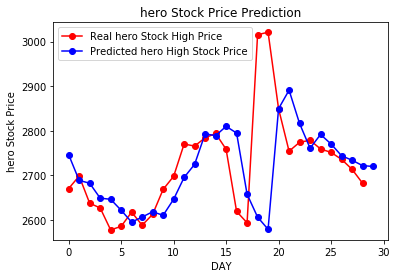 hero Stock Price Prediction
Real hero Stock High Price
Predicted hero High Stock Price
hero Stock Price
3000
2900
2800
2700
2600
0 5 10 15 20 25 30
DAY